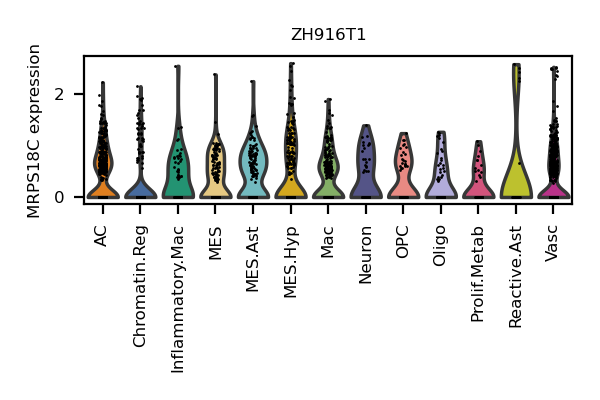 ZH916T1
MRPS18C expression
2
0
AC
Chromatin.Reg
Inflammatory.Mac
MES
MES.Ast
MES.Hyp
Mac
Neuron
OPC
Oligo
Prolif.Metab
Reactive.Ast
Vasc